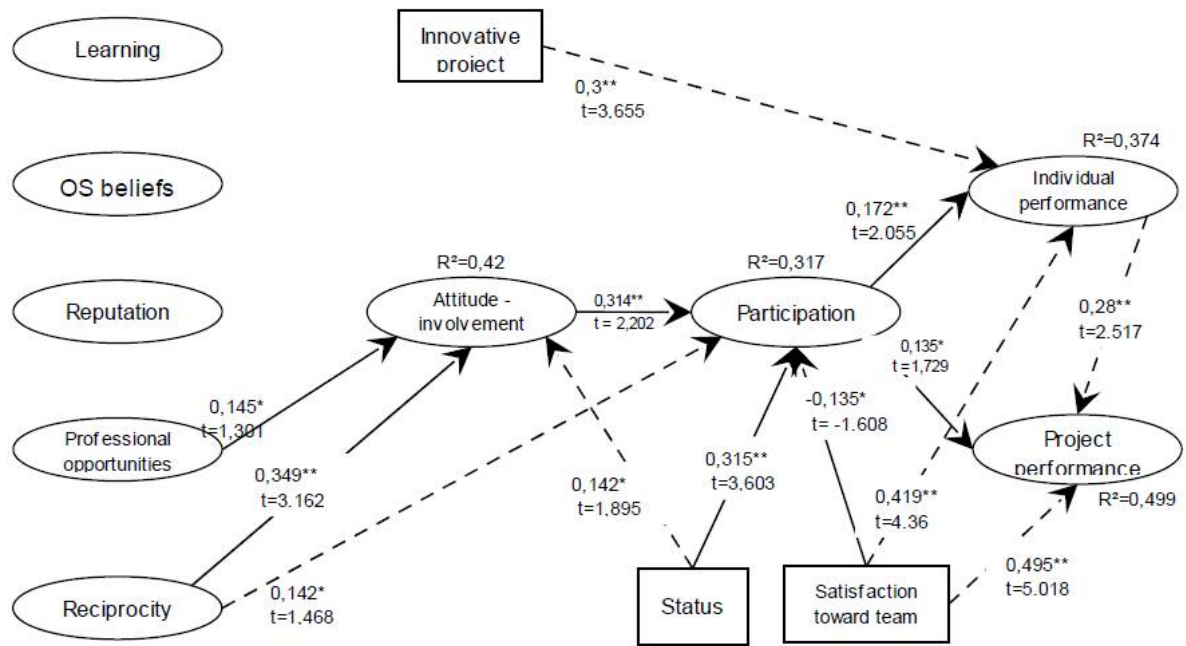 Learning
Innovative
project
0,3**
t=3.655
R²=0,374
OS beliefs
Individual
performance
0,172**
t=2.055
R²=0,42
R²=0,317
Reputation
Attitude -
involvement
0,314**
t = 2,202
Participation
0,28**
t=2.517
0,135*
t=1,729
0,145*
t=1,301
-0,135*
t= -1.608
Professional
opportunities
Project
performance
0,349**
t=3.162
0,315**
t=3,603
0,142*
t=1,895
0,419**
t=4.36
R²=0,499
0,495**
t=5.018
Reciprocity
0,142*
t=1,468
Status
Satisfaction
toward team